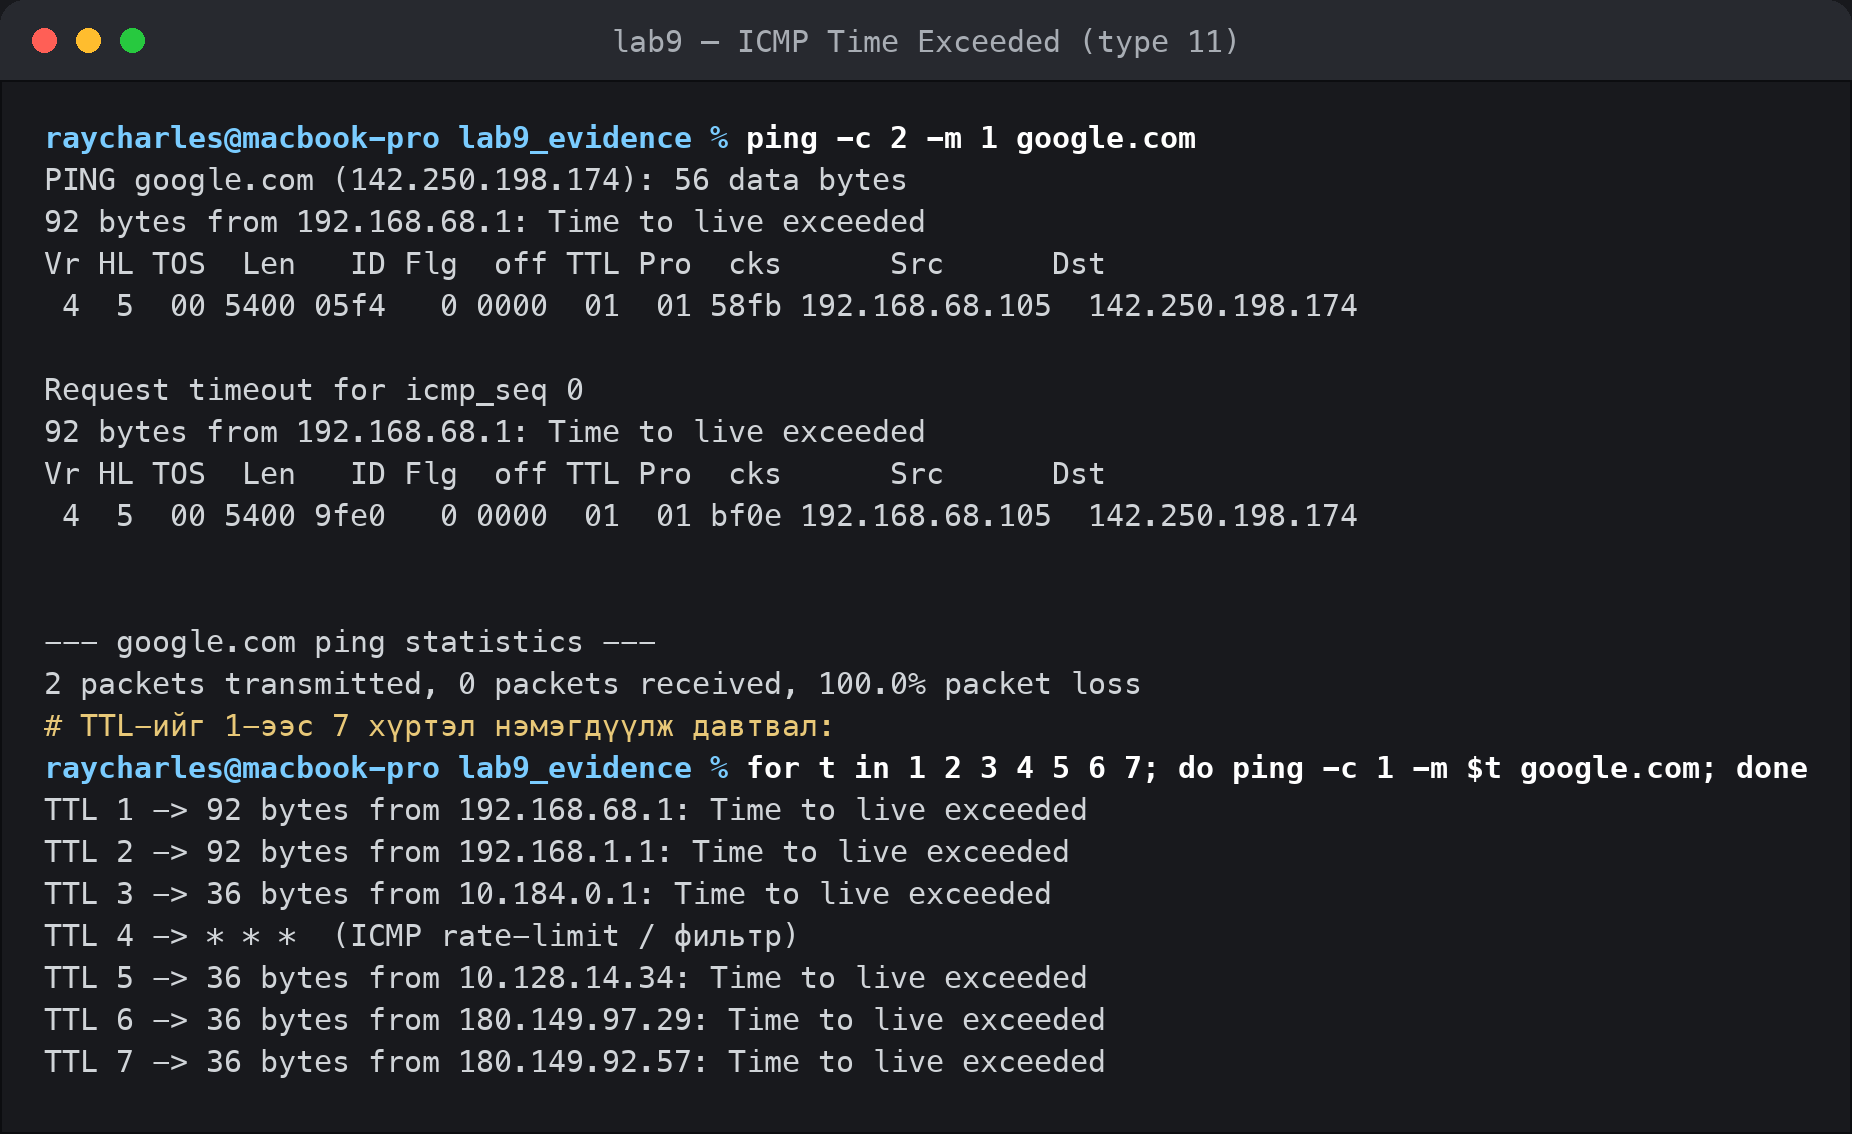 lab9 — ICMP Time Exceeded (type 11)
raycharles@macbook-pro lab9_evidence % ping -c 2 -m 1 google.com
PING google.com (142.250.198.174): 56 data bytes
92 bytes from 192.168.68.1: Time to live exceeded
Vr HL TOS  Len   ID Flg  off TTL Pro  cks      Src      Dst
 4  5  00 5400 05f4   0 0000  01  01 58fb 192.168.68.105  142.250.198.174
Request timeout for icmp_seq 0
92 bytes from 192.168.68.1: Time to live exceeded
Vr HL TOS  Len   ID Flg  off TTL Pro  cks      Src      Dst
 4  5  00 5400 9fe0   0 0000  01  01 bf0e 192.168.68.105  142.250.198.174
--- google.com ping statistics ---
2 packets transmitted, 0 packets received, 100.0% packet loss
# TTL-ийг 1-ээс 7 хүртэл нэмэгдүүлж давтвал:
raycharles@macbook-pro lab9_evidence % for t in 1 2 3 4 5 6 7; do ping -c 1 -m $t google.com; done
TTL 1 -> 92 bytes from 192.168.68.1: Time to live exceeded
TTL 2 -> 92 bytes from 192.168.1.1: Time to live exceeded
TTL 3 -> 36 bytes from 10.184.0.1: Time to live exceeded
TTL 4 -> * * *  (ICMP rate-limit / фильтр)
TTL 5 -> 36 bytes from 10.128.14.34: Time to live exceeded
TTL 6 -> 36 bytes from 180.149.97.29: Time to live exceeded
TTL 7 -> 36 bytes from 180.149.92.57: Time to live exceeded